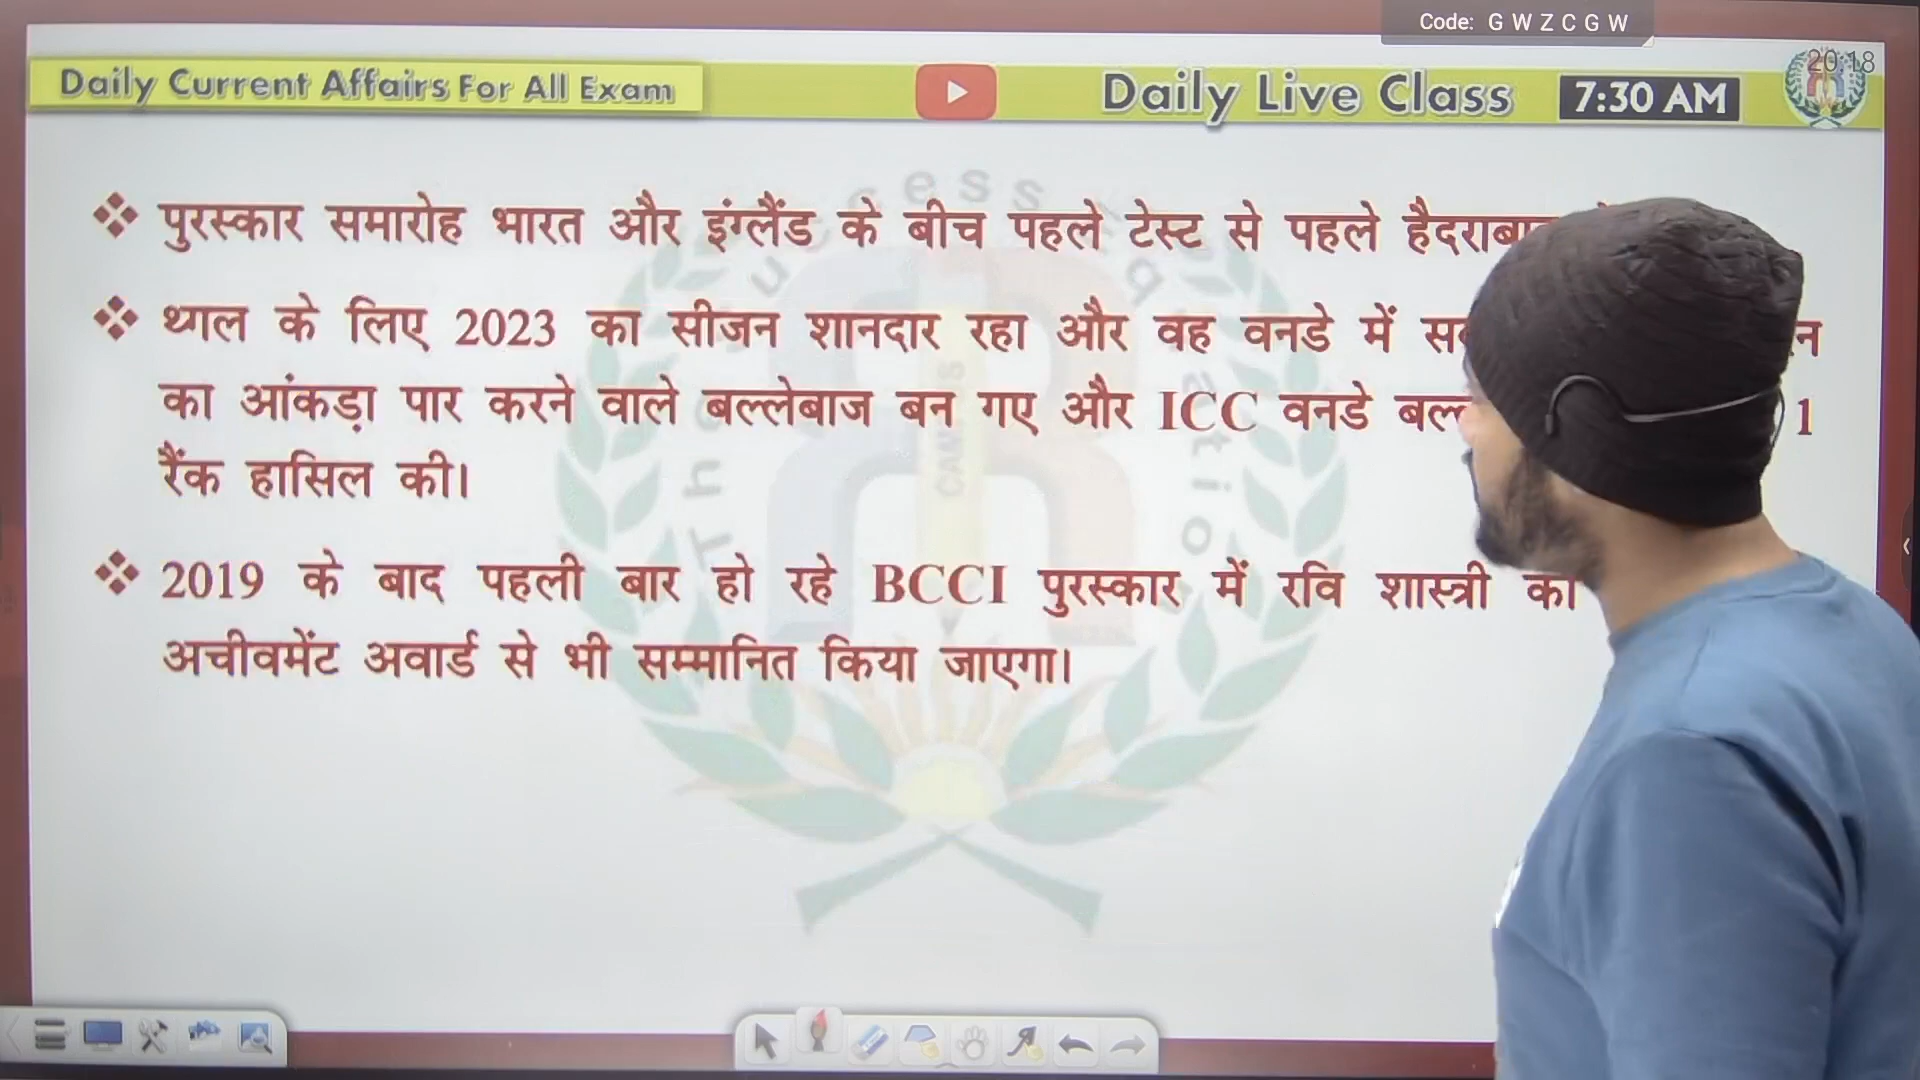 Code: G W Z C G W
Daily Current Affairs For All Exam
Daily Live Class
7:30 AM
20:18
पुरस्कार समारोह भारत और इंग्लैंड के बीच पहले टेस्ट से पहले
थ्गल के लिए 2023 का सीजन शानदार रहा और वह वनडे में
का आंकड़ा पार करने वाले बल्लेबाज बन गए और ICC वनडे 1
रैंक हासिल की।
2019 के बाद पहली बार हो रहे BCCI पुरस्कार में रवि शास्त्री का
अचीवमेंट अवार्ड से भी सम्मानित किया जाएगा।
CAMPUS